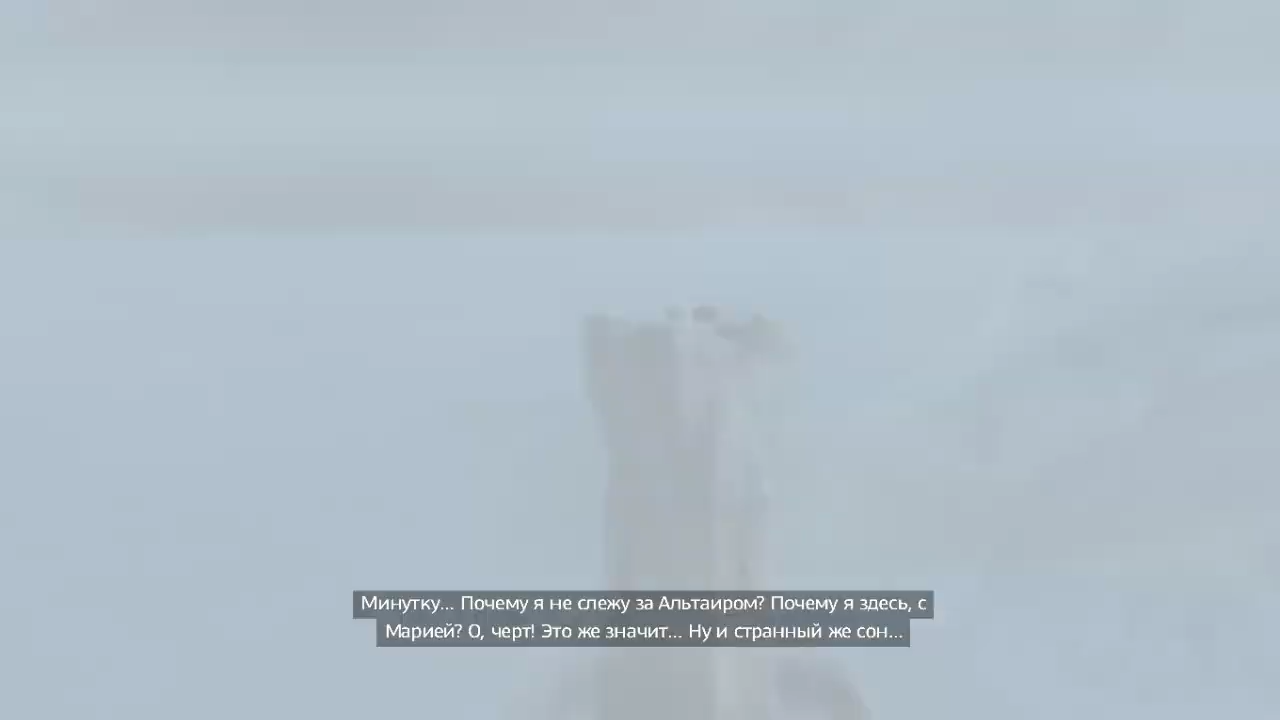 Минутку... Почему я не слежу за Альтаиром? Почему я здесь, с
Марией? О, черт! Это же значит... Ну и странный же сон...